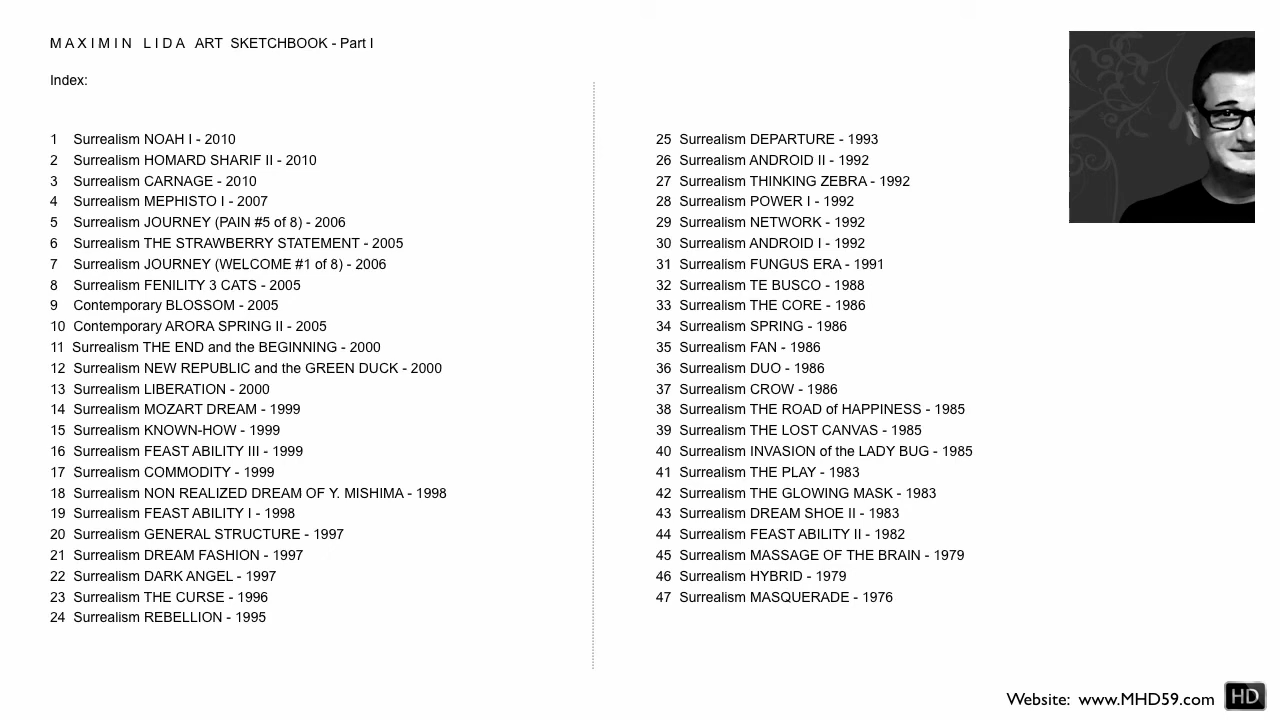 MAXIMIN LIDA ART SKETCHBOOK - Part I
Index:
1 Surrealism NOAH I - 2010
2 Surrealism HOMARD SHARIF II - 2010
3 Surrealism CARNAGE - 2010
4 Surrealism MEPHISTO I - 2007
5 Surrealism JOURNEY (PAIN #5 of 8) - 2006
6 Surrealism THE STRAWBERRY STATEMENT - 2005
7 Surrealism JOURNEY (WELCOME #1 of 8) - 2006
8 Surrealism FENILITY 3 CATS - 2005
9 Contemporary BLOSSOM - 2005
10 Contemporary ARORA SPRING II - 2005
11 Surrealism THE END and the BEGINNING - 2000
12 Surrealism NEW REPUBLIC and the GREEN DUCK - 2000
13 Surrealism LIBERATION - 2000
14 Surrealism MOZART DREAM - 1999
15 Surrealism KNOWN-HOW - 1999
16 Surrealism FEAST ABILITY III - 1999
17 Surrealism COMMODITY - 1999
18 Surrealism NON REALIZED DREAM OF Y. MISHIMA - 1998
19 Surrealism FEAST ABILITY I - 1998
20 Surrealism GENERAL STRUCTURE - 1997
21 Surrealism DREAM FASHION - 1997
22 Surrealism DARK ANGEL - 1997
23 Surrealism THE CURSE - 1996
24 Surrealism REBELLION - 1995
25 Surrealism DEPARTURE - 1993
26 Surrealism ANDROID II - 1992
27 Surrealism THINKING ZEBRA - 1992
28 Surrealism POWER I - 1992
29 Surrealism NETWORK - 1992
30 Surrealism ANDROID I - 1992
31 Surrealism FUNGUS ERA - 1991
32 Surrealism TE BUSCO - 1988
33 Surrealism THE CORE - 1986
34 Surrealism SPRING - 1986
35 Surrealism FAN - 1986
36 Surrealism DUO - 1986
37 Surrealism CROW - 1986
38 Surrealism THE ROAD of HAPPINESS - 1985
39 Surrealism THE LOST CANVAS - 1985
40 Surrealism INVASION of the LADY BUG - 1985
41 Surrealism THE PLAY - 1983
42 Surrealism THE GLOWING MASK - 1983
43 Surrealism DREAM SHOE II - 1983
44 Surrealism FEAST ABILITY II - 1982
45 Surrealism MASSAGE OF THE BRAIN - 1979
46 Surrealism HYBRID - 1979
47 Surrealism MASQUERADE - 1976
Website: www.MHD59.com HD